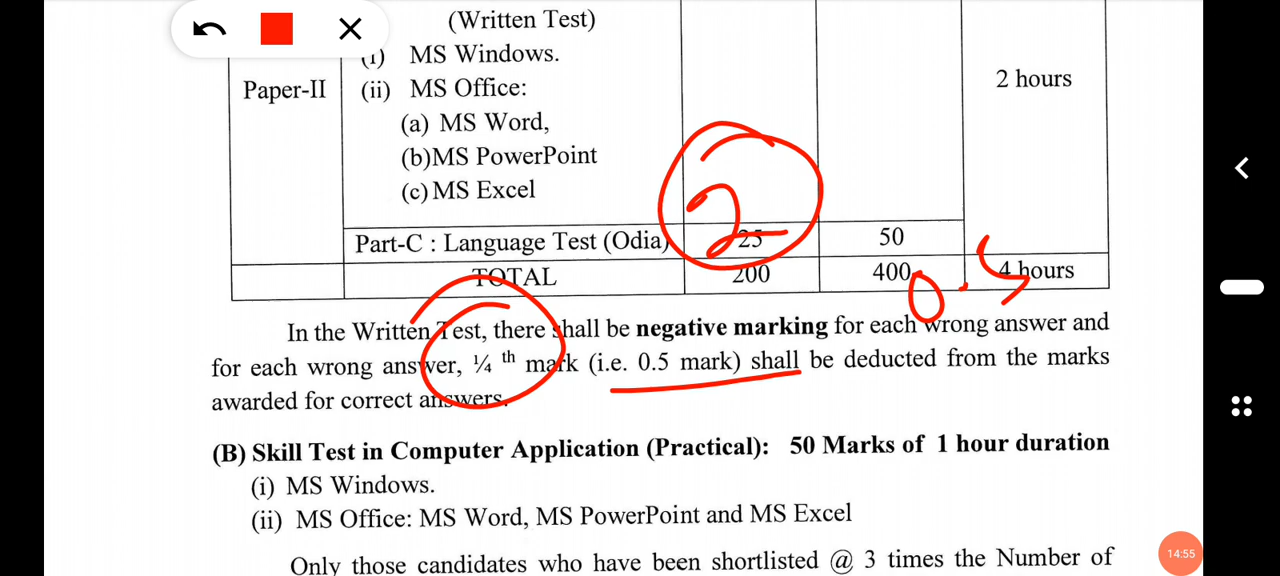 (Written Test)
(i) MS Windows.
Paper-II
(ii) MS Office:
2 hours
(a) MS Word,
(b)MS PowerPoint
(c) MS Excel
2
Part-C : Language Test (Odia)
25
50
TOTAL
200
400
4 hours
0.5
In the Written Test, there shall be negative marking for each wrong answer and
for each wrong answer, ¼ th mark (i.e. 0.5 mark) shall be deducted from the marks
awarded for correct answers.
(B) Skill Test in Computer Application (Practical): 50 Marks of 1 hour duration
(i) MS Windows.
(ii) MS Office: MS Word, MS PowerPoint and MS Excel
Only those candidates who have been shortlisted @ 3 times the Number of
14:55